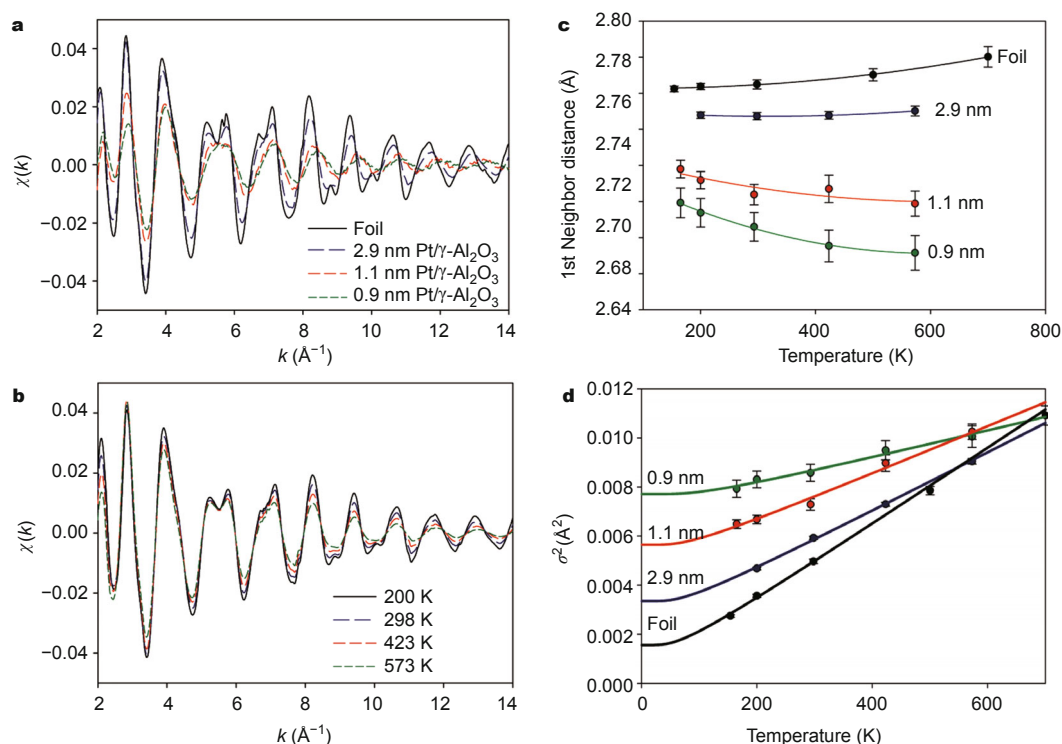 a
0.04
0.02
0.00
−0.02
−0.04
χ(k)
Foil
2.9 nm Pt/γ-Al₂O₃
1.1 nm Pt/γ-Al₂O₃
0.9 nm Pt/γ-Al₂O₃
2 4 6 8 10 12 14
k (Å⁻¹)
b
0.04
0.02
0.00
−0.02
−0.04
χ(k)
200 K
298 K
423 K
573 K
2 4 6 8 10 12 14
k (Å⁻¹)
c
2.80
2.78
2.76
2.74
2.72
2.70
2.68
2.64
1st Neighbor distance (Å)
Foil
2.9 nm
1.1 nm
0.9 nm
200 400 600 800
Temperature (K)
d
0.012
0.010
0.008
0.006
0.004
0.002
0.000
σ² (Å²)
0.9 nm
1.1 nm
2.9 nm
Foil
0 200 400 600
Temperature (K)